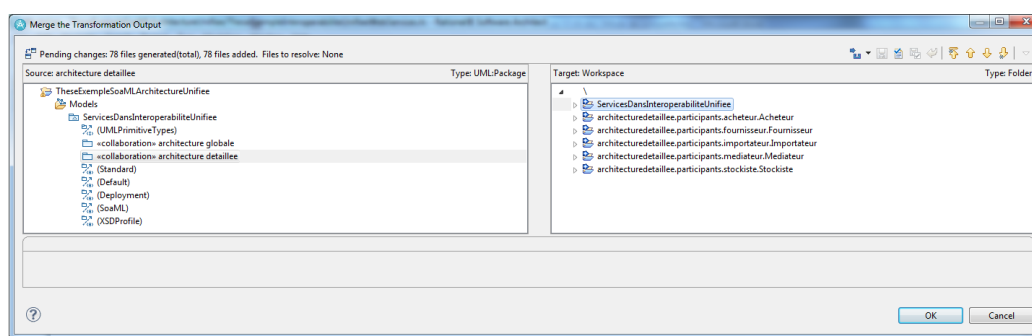 Merge the Transformation Output
Pending changes: 78 files generated(total), 78 files added. Files to resolve: None
Source: architecture detaillee Type: UML:Package
TheseExempleSoaMLArchitectureUnifiee
Models
ServicesDansInteroperabiliteUnifiee
(UMLPrimitiveTypes)
«collaboration» architecture globale
«collaboration» architecture detaillee
(Standard)
(Default)
(Deployment)
(SoaML)
(XSDProfile)
Target: Workspace Type: Folder
\
ServicesDansInteroperabiliteUnifiee
architecturedetaillee.participants.acheteur.Acheteur
architecturedetaillee.participants.fournisseur.Fournisseur
architecturedetaillee.participants.importateur.Importateur
architecturedetaillee.participants.mediateur.Mediateur
architecturedetaillee.participants.stockiste.Stockiste
OK Cancel